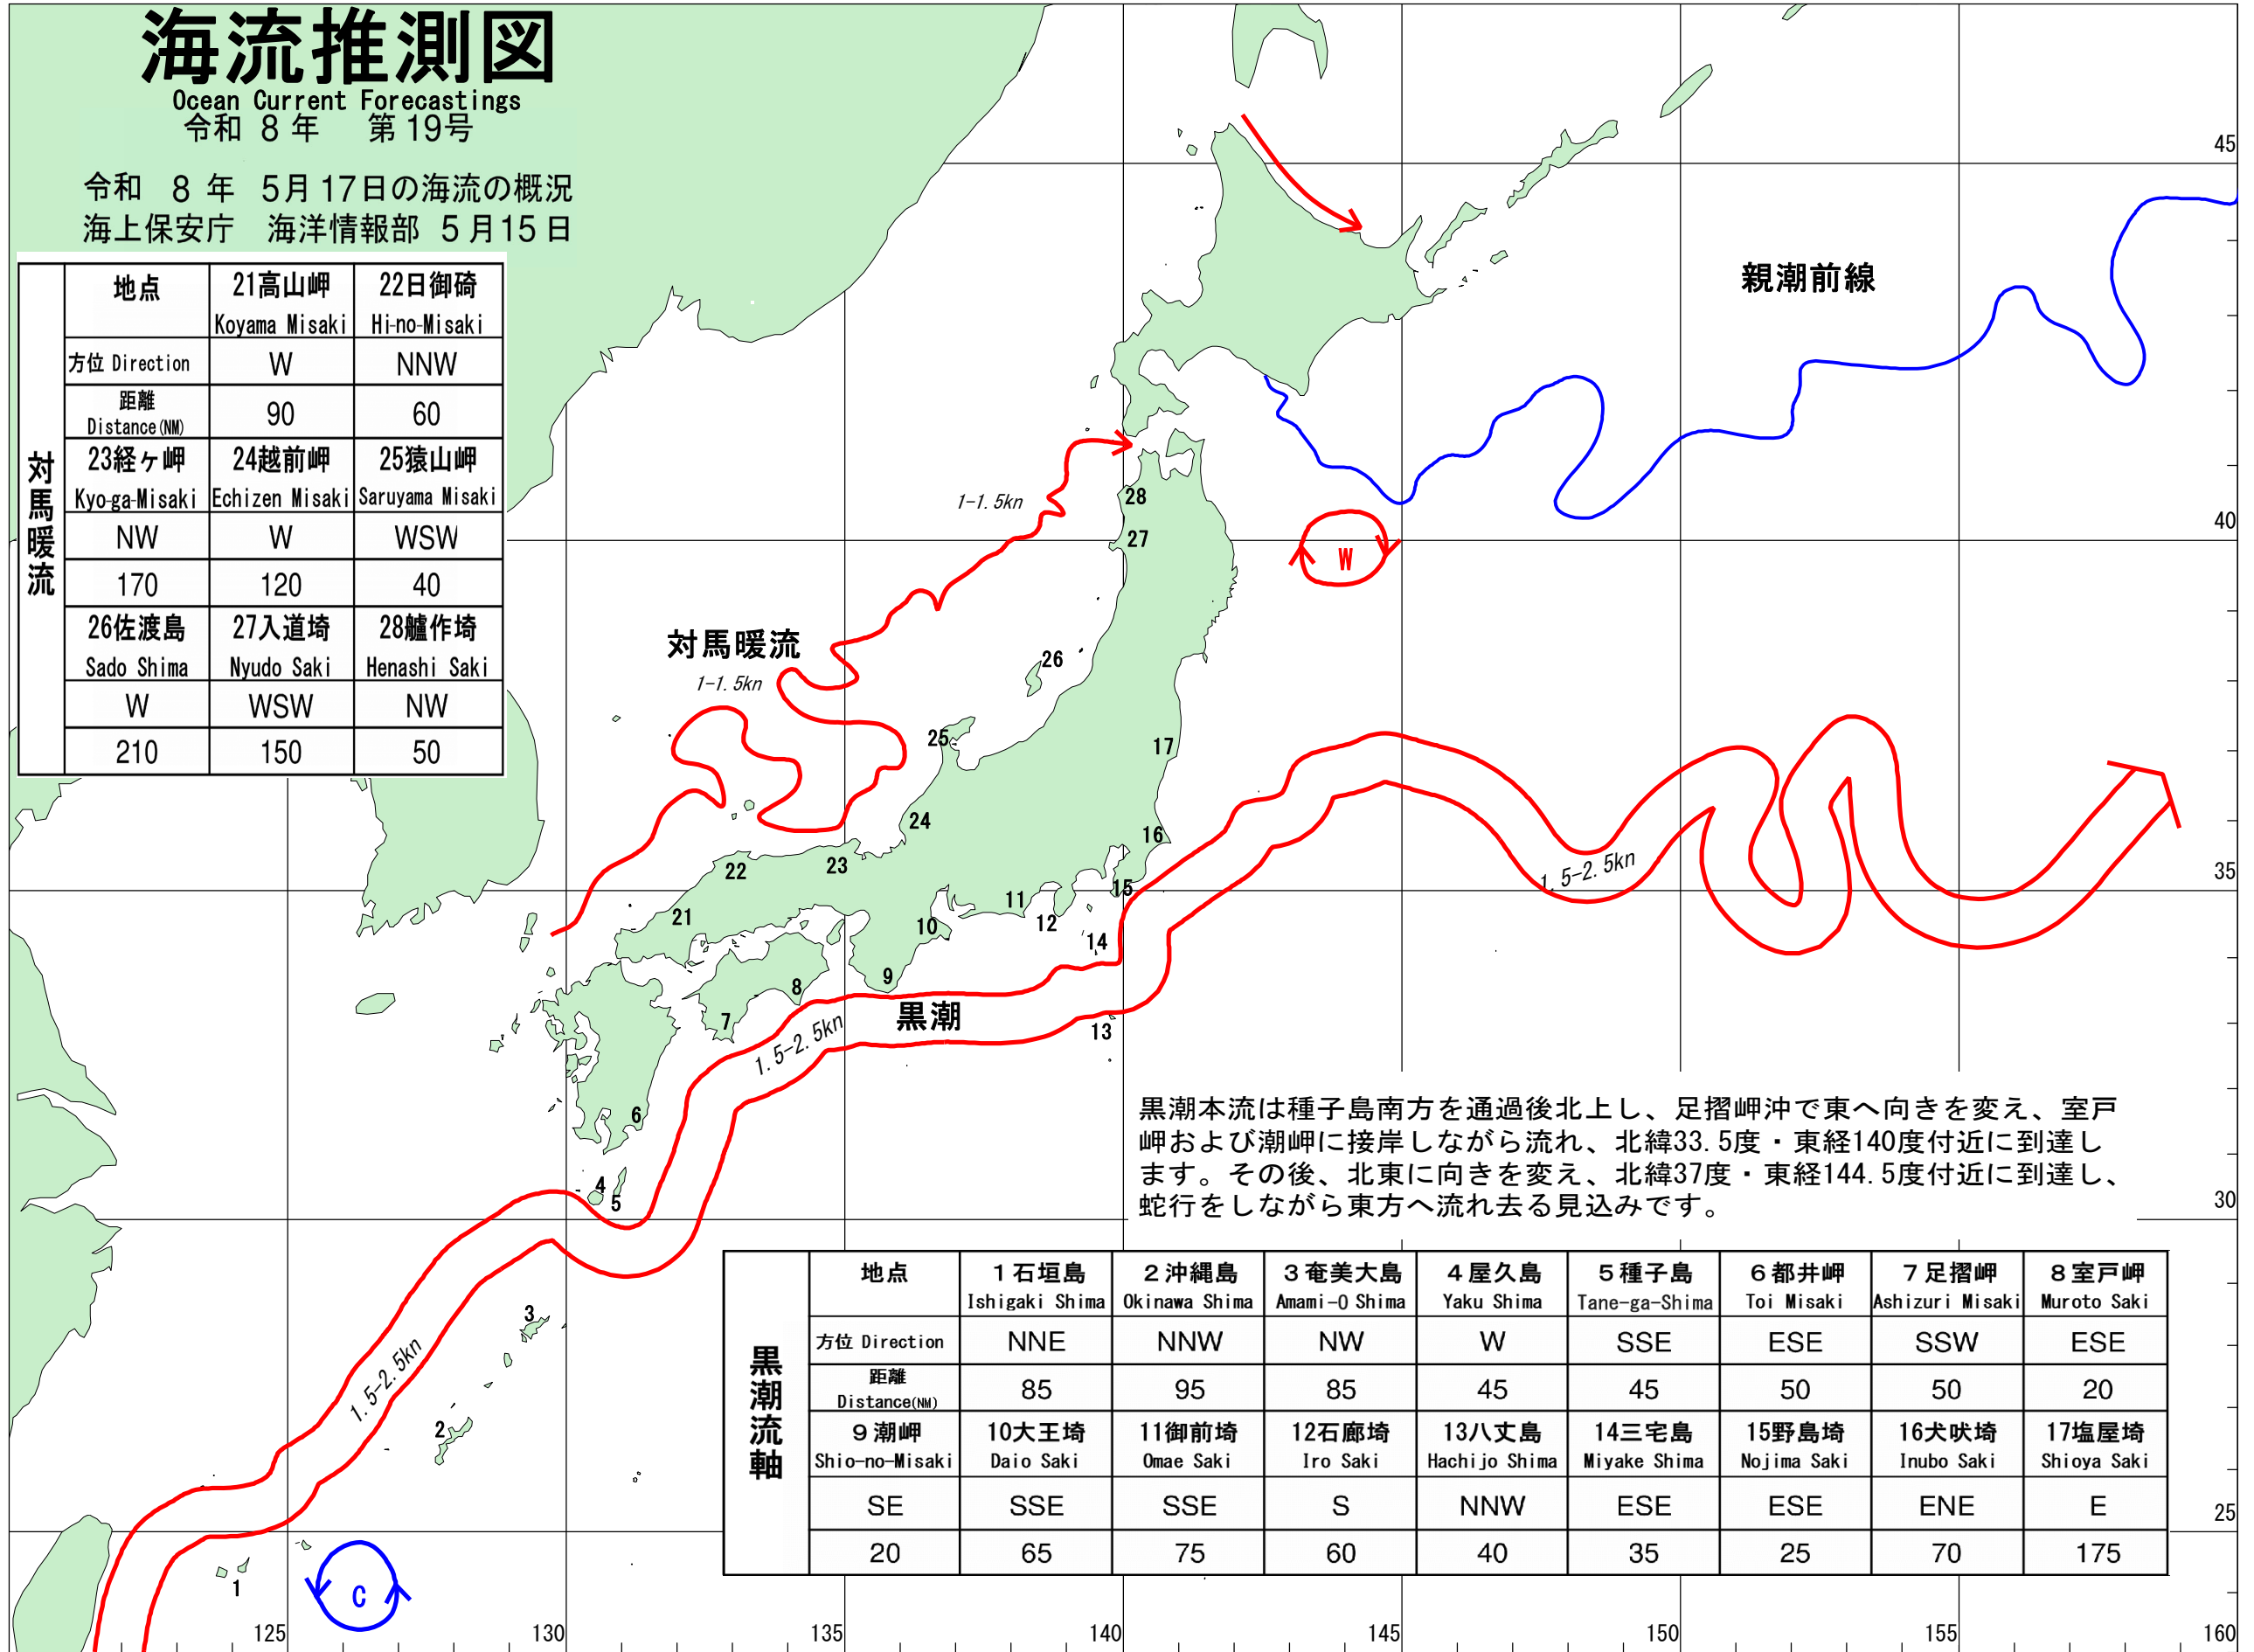 海流推測図
Ocean Current Forecastings
令和 8 年 第 19号
令和 8 年 5月 17日の海流の概況
海上保安庁 海洋情報部 5月15日
対馬暖流
地点 21高山岬 22日御碕
Koyama Misaki Hi-no-Misaki
方位 Direction W NNW
距離 Distance(NM) 90 60
23経ヶ岬 24越前岬 25猿山岬
Kyo-ga-Misaki Echizen Misaki Saruyama Misaki
NW W WSW
170 120 40
26佐渡島 27入道埼 28艫作埼
Sado Shima Nyudo Saki Henashi Saki
W WSW NW
210 150 50
45
親潮前線
1-1.5kn
28
40
27
W
対馬暖流
26
1-1.5kn
25
17
24
16
22
23
1.5-2.5kn
35
15
11
21
10
12
14
9
8
黒潮
7
13
1.5-2.5kn
6
黒潮本流は種子島南方を通過後北上し、足摺岬沖で東へ向きを変え、室戸
岬および潮岬に接岸しながら流れ、北緯33.5度・東経140度付近に到達し
ます。その後、北東に向きを変え、北緯37度・東経144.5度付近に到達し、
蛇行をしながら東方へ流れ去る見込みです。
4
5
30
3
1.5-2.5kn
2
黒潮流軸
地点 1石垣島 2沖縄島 3奄美大島 4屋久島 5種子島 6都井岬 7足摺岬 8室戸岬
Ishigaki Shima Okinawa Shima Amami-O Shima Yaku Shima Tane-ga-Shima Toi Misaki Ashizuri Misaki Muroto Saki
方位 Direction NNE NNW NW W SSE ESE SSW ESE
距離 Distance(NM) 85 95 85 45 45 50 50 20
9潮岬 10大王埼 11御前埼 12石廊埼 13八丈島 14三宅島 15野島埼 16犬吠埼 17塩屋埼
Shio-no-Misaki Daio Saki Omae Saki Iro Saki Hachijo Shima Miyake Shima Nojima Saki Inubo Saki Shioya Saki
SE SSE SSE S NNW ESE ESE ENE E
20 65 75 60 40 35 25 70 175
25
1
C
125 130 135 140 145 150 155 160